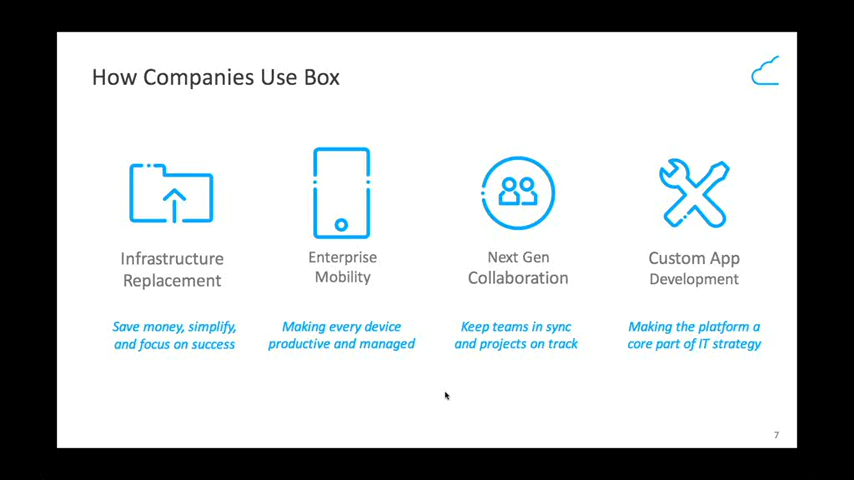 How Companies Use Box
Infrastructure
Replacement
Save money, simplify,
and focus on success
Enterprise
Mobility
Making every device
productive and managed
Next Gen
Collaboration
Keep teams in sync
and projects on track
Custom App
Development
Making the platform a
core part of IT strategy
7